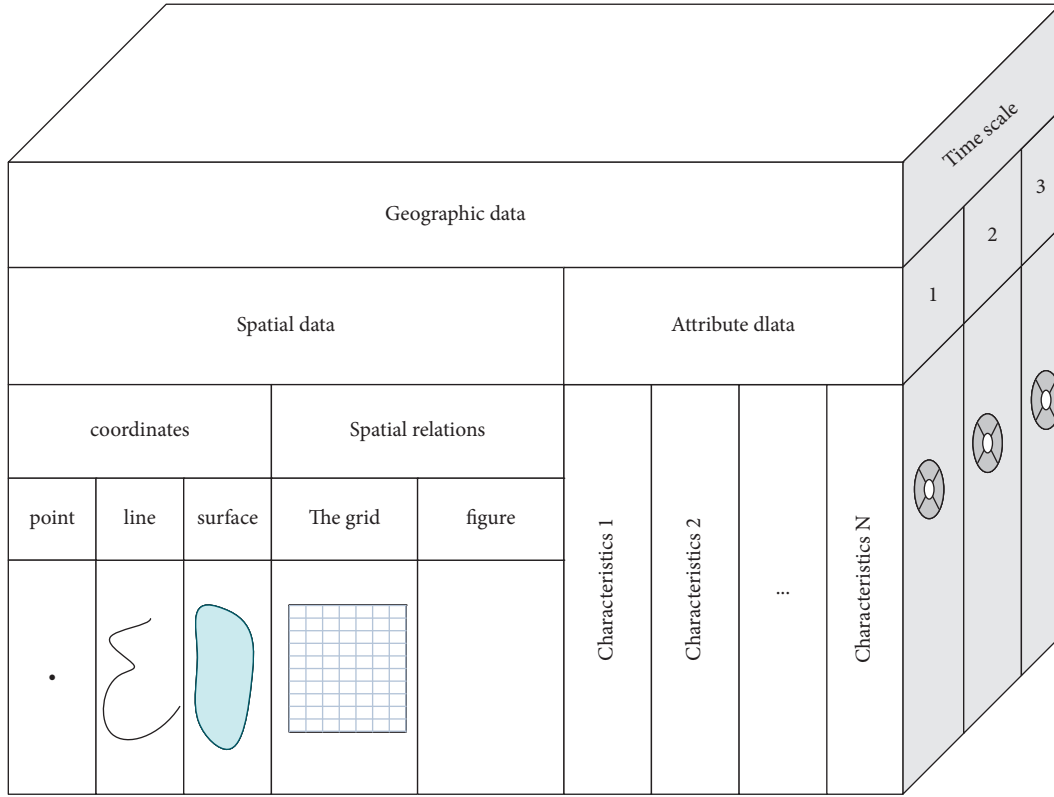 Time scale
Geographic data
3
2
1
Spatial data
Attribute dlata
coordinates
Spatial relations
point
line
surface
The grid
figure
Characteristics 1
Characteristics 2
...
Characteristics N